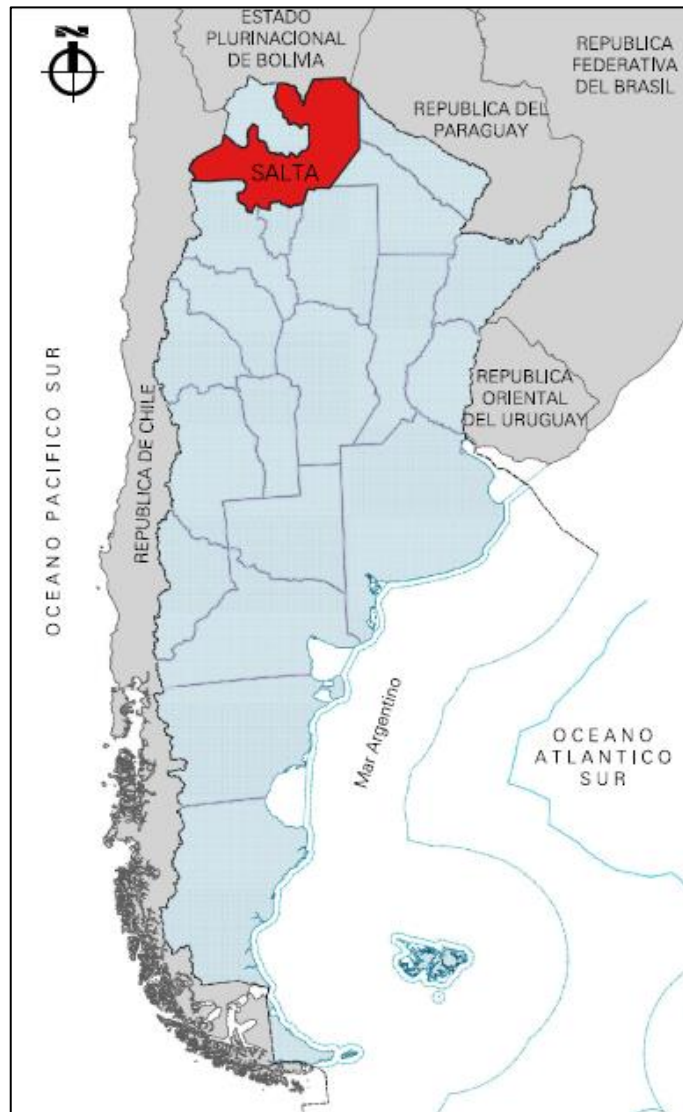 N
ESTADO
PLURINACIONAL
DE BOLIVIA
REPUBLICA
FEDERATIVA
DEL BRASIL
REPUBLICA DEL
PARAGUAY
SALTA
REPUBLICA
ORIENTAL
DEL URUGUAY
REPUBLICA DE CHILE
OCEANO PACIFICO SUR
Mar Argentino
OCEANO
ATLANTICO
SUR